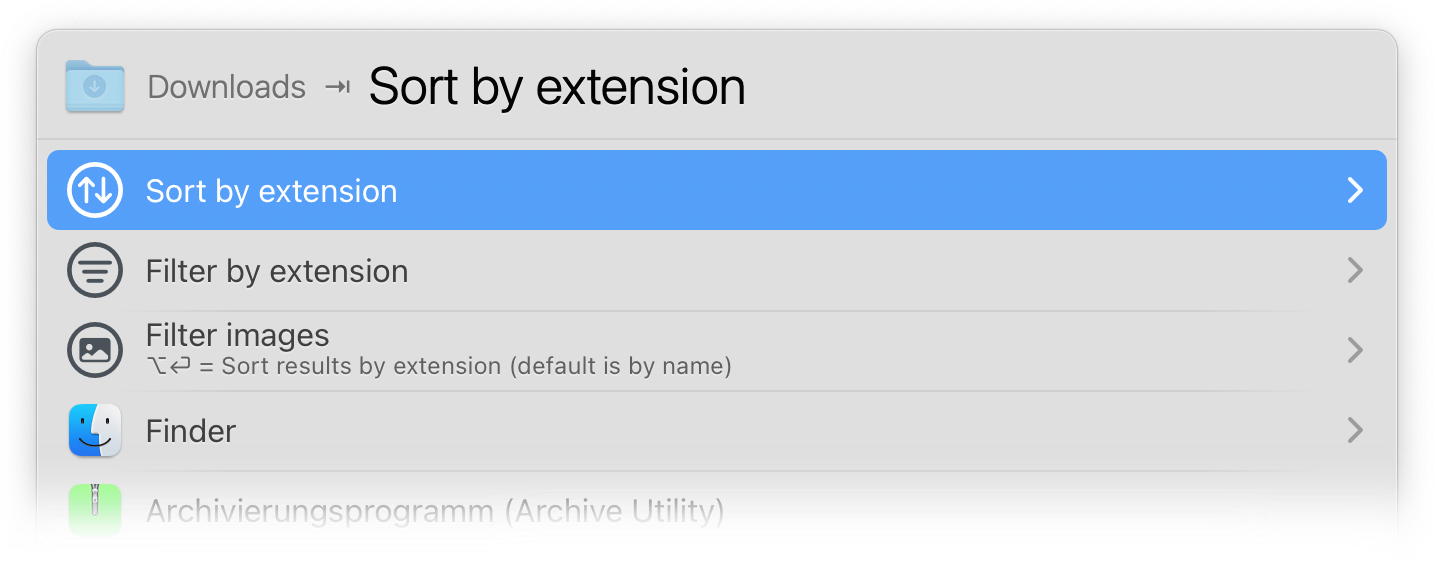 Downloads ⇥ Sort by extension
Sort by extension
Filter by extension
Filter images
⌥↩ = Sort results by extension (default is by name)
Finder
Archivierungsprogramm (Archive Utility)